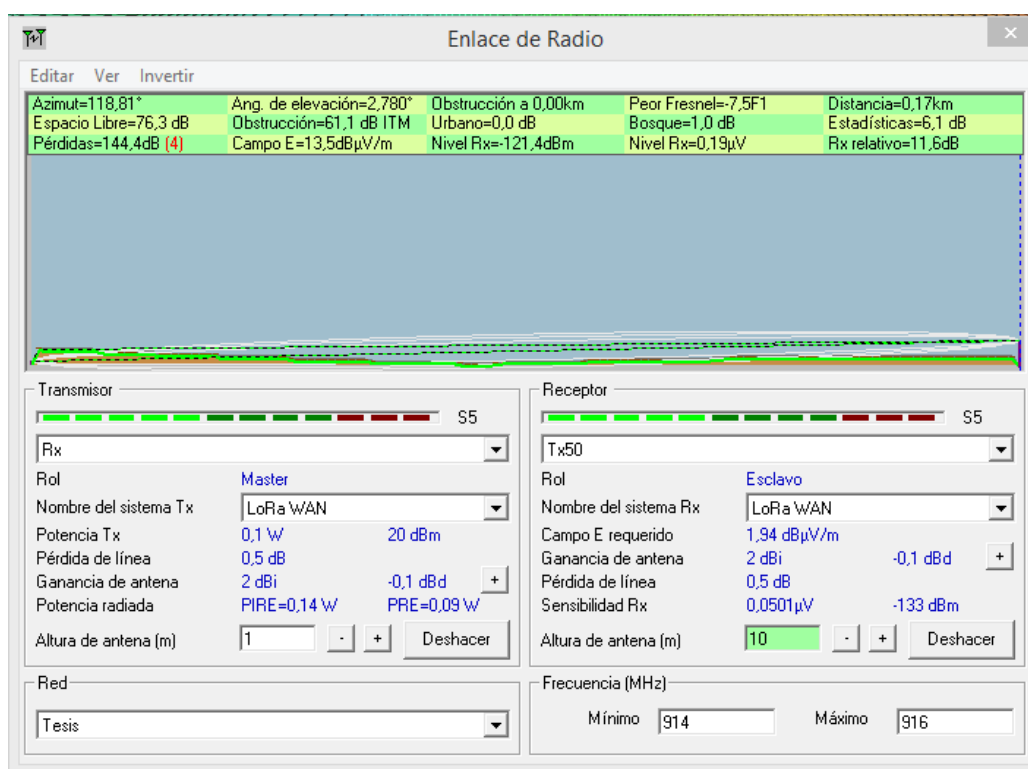 Enlace de Radio
Editar Ver Invertir
Azimut=118,81° Ang. de elevación=2,780° Obstrucción a 0,00km Peor Fresnel=-7,5F1 Distancia=0,17km
Espacio Libre=76,3 dB Obstrucción=61,1 dB ITM Urbano=0,0 dB Bosque=1,0 dB Estadísticas=6,1 dB
Pérdidas=144,4dB (4) Campo E=13,5dBµV/m Nivel Rx=-121,4dBm Nivel Rx=0,19µV Rx relativo=11,6dB
Transmisor Receptor
S5 S5
Rx Tx50
Rol Master Rol Esclavo
Nombre del sistema Tx LoRa WAN Nombre del sistema Rx LoRa WAN
Potencia Tx 0,1 W 20 dBm Campo E requerido 1,94 dBµV/m
Pérdida de línea 0,5 dB Ganancia de antena 2 dBi -0,1 dBd +
Ganancia de antena 2 dBi -0,1 dBd + Pérdida de línea 0,5 dB
Potencia radiada PIRE=0,14 W PRE=0,09 W Sensibilidad Rx 0,0501µV -133 dBm
Altura de antena (m) 1 - + Deshacer Altura de antena (m) 10 - + Deshacer
Red Frecuencia (MHz)
Tesis Mínimo 914 Máximo 916